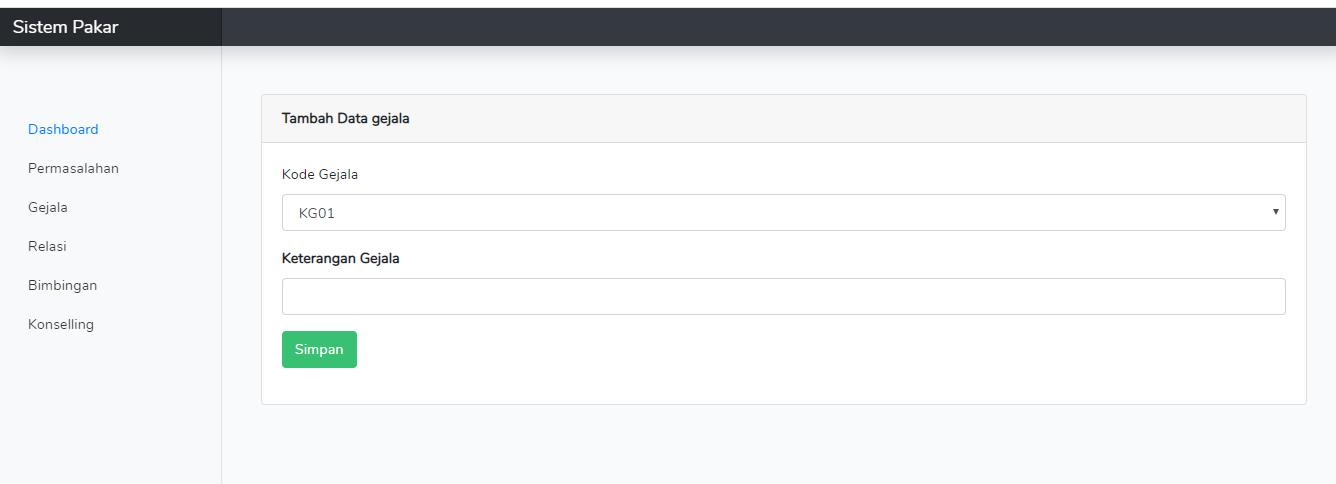 Sistem Pakar
Dashboard
Permasalahan
Gejala
Relasi
Bimbingan
Konselling
Tambah Data gejala
Kode Gejala
KG01
Keterangan Gejala
Simpan